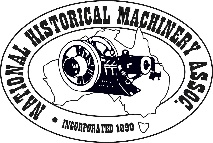 NATIONAL HISTORICAL MACHINERY ASSOC.
• INCORPORATED 1990